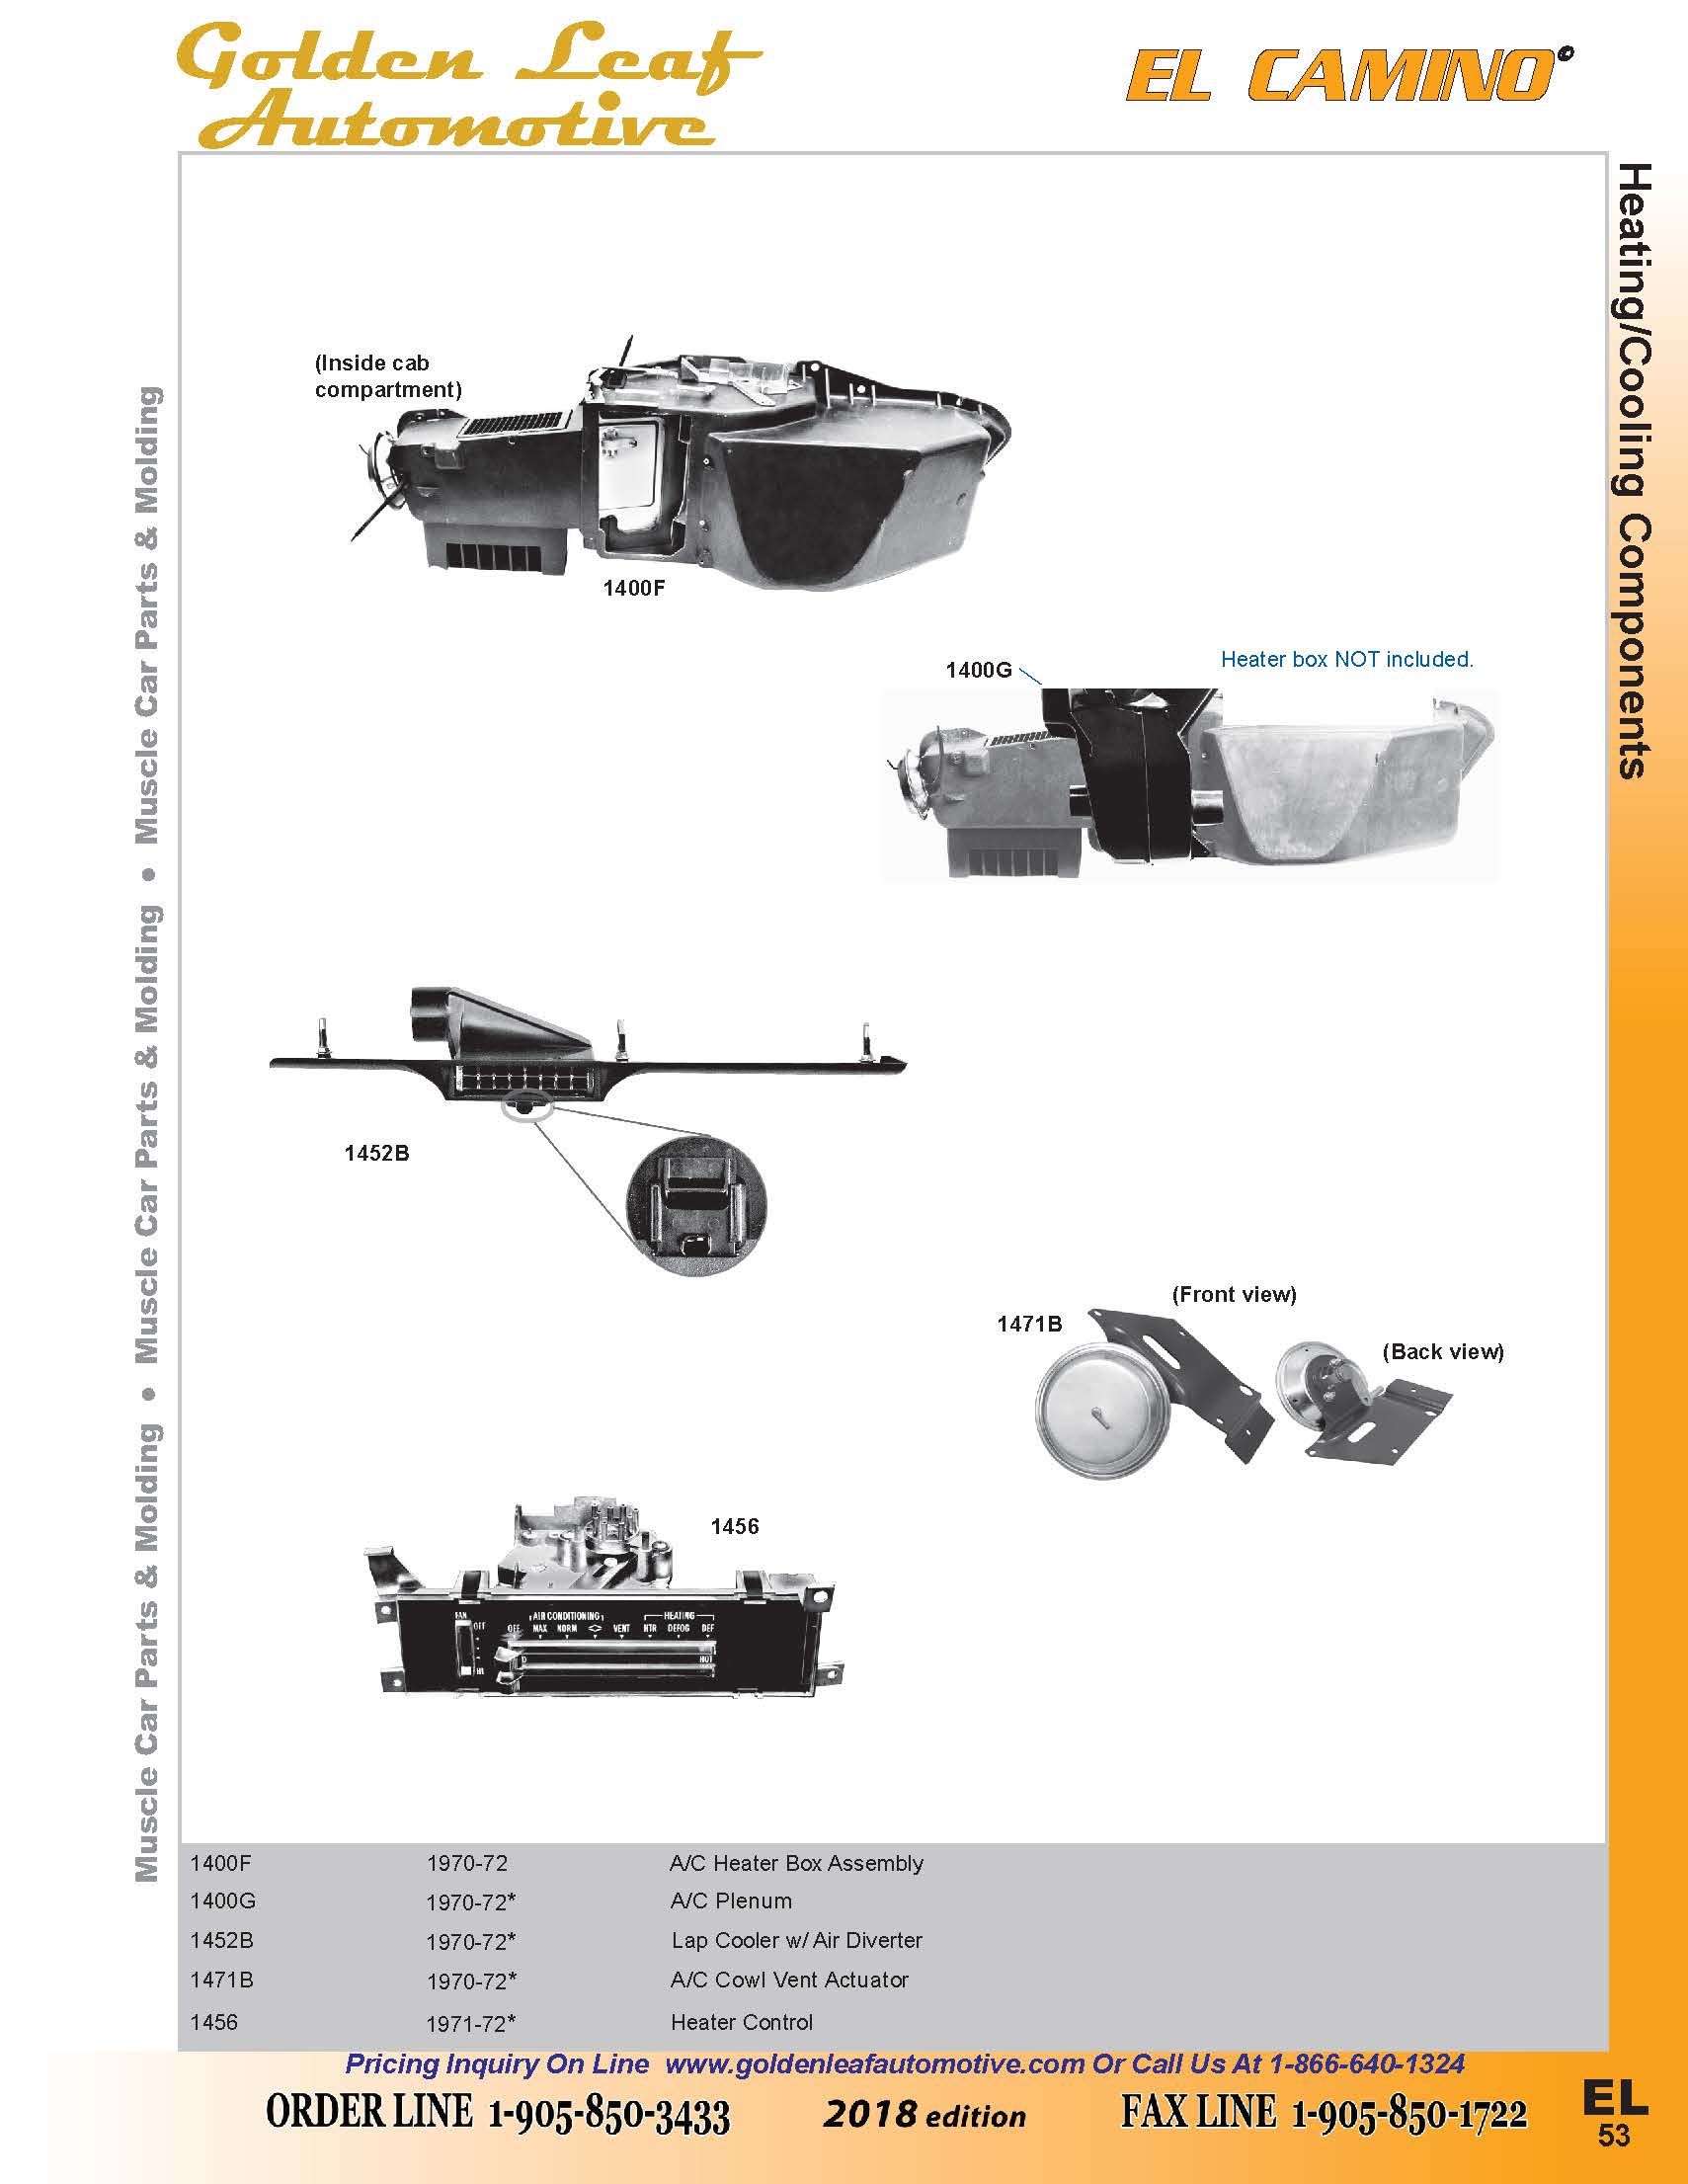 Golden Leaf
Automotive
EL CAMINO
Heating/Cooling Components
Muscle Car Parts & Molding • Muscle Car Parts & Molding • Muscle Car Parts & Molding
(Inside cab
compartment)
1400F
1400G
Heater box NOT included.
1452B
(Front view)
1471B
(Back view)
1456
FAN
AIR CONDITIONING
HEATING
OFF
OFF MAX NORM <> VENT HTR DEFOG DEF
HI
D
HOT
1400F 1970-72 A/C Heater Box Assembly
1400G 1970-72* A/C Plenum
1452B 1970-72* Lap Cooler w/ Air Diverter
1471B 1970-72* A/C Cowl Vent Actuator
1456 1971-72* Heater Control
Pricing Inquiry On Line www.goldenleafautomotive.com Or Call Us At 1-866-640-1324
ORDER LINE 1-905-850-3433 2018 edition FAX LINE 1-905-850-1722
EL
53